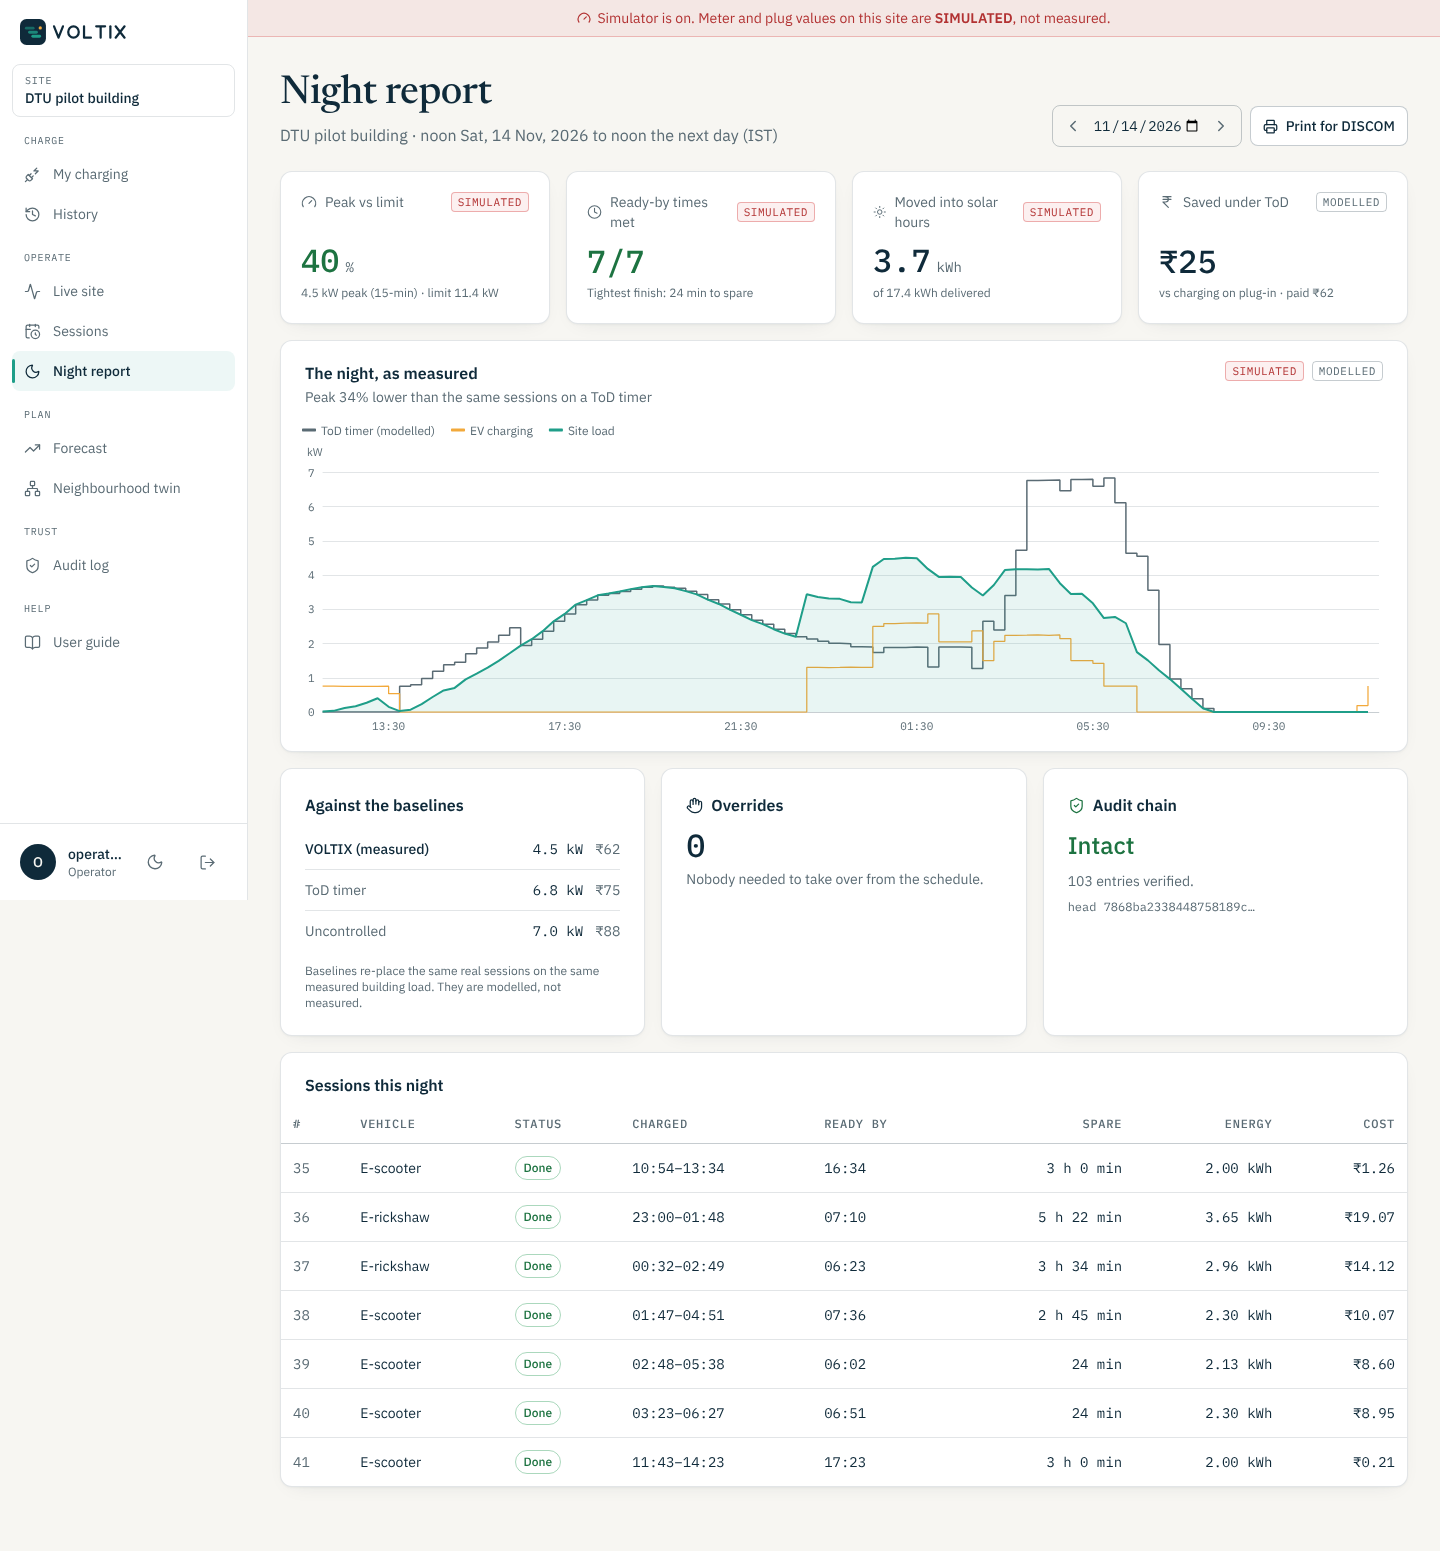 VOLTIX
SITE
DTU pilot building
CHARGE
My charging
History
OPERATE
Live site
Sessions
Night report
PLAN
Forecast
Neighbourhood twin
TRUST
Audit log
HELP
User guide
O
operat...
Operator
Simulator is on. Meter and plug values on this site are SIMULATED, not measured.
Night report
DTU pilot building · noon Sat, 14 Nov, 2026 to noon the next day (IST)
11/14/2026
Print for DISCOM
Peak vs limit SIMULATED
40 %
4.5 kW peak (15-min) · limit 11.4 kW
Ready-by times met SIMULATED
7/7
Tightest finish: 24 min to spare
Moved into solar hours SIMULATED
3.7 kWh
of 17.4 kWh delivered
₹ Saved under ToD MODELLED
₹25
vs charging on plug-in · paid ₹62
The night, as measured SIMULATED MODELLED
Peak 34% lower than the same sessions on a ToD timer
ToD timer (modelled) EV charging Site load
kW
7
6
5
4
3
2
1
0
13:30 17:30 21:30 01:30 05:30 09:30
Against the baselines
VOLTIX (measured) 4.5 kW ₹62
ToD timer 6.8 kW ₹75
Uncontrolled 7.0 kW ₹88
Baselines re-place the same real sessions on the same
measured building load. They are modelled, not
measured.
Overrides
0
Nobody needed to take over from the schedule.
Audit chain
Intact
103 entries verified.
head 7868ba2338448758189c…
Sessions this night
# VEHICLE STATUS CHARGED READY BY SPARE ENERGY COST
35 E-scooter Done 10:54–13:34 16:34 3 h 0 min 2.00 kWh ₹1.26
36 E-rickshaw Done 23:00–01:48 07:10 5 h 22 min 3.65 kWh ₹19.07
37 E-rickshaw Done 00:32–02:49 06:23 3 h 34 min 2.96 kWh ₹14.12
38 E-scooter Done 01:47–04:51 07:36 2 h 45 min 2.30 kWh ₹10.07
39 E-scooter Done 02:48–05:38 06:02 24 min 2.13 kWh ₹8.60
40 E-scooter Done 03:23–06:27 06:51 24 min 2.30 kWh ₹8.95
41 E-scooter Done 11:43–14:23 17:23 3 h 0 min 2.00 kWh ₹0.21